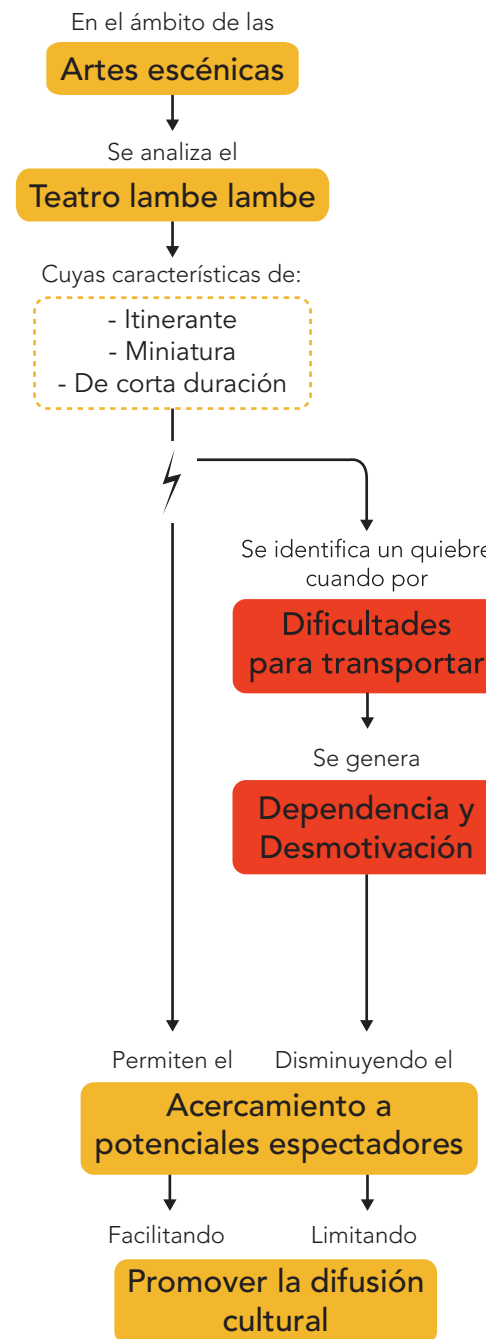 En el ámbito de las
Artes escénicas
Se analiza el
Teatro lambe lambe
Cuyas características de:
- Itinerante
- Miniatura
- De corta duración
Se identifica un quiebre
cuando por
Dificultades
para transportar
Se genera
Dependencia y
Desmotivación
Permiten el
Disminuyendo el
Acercamiento a
potenciales espectadores
Facilitando
Limitando
Promover la difusión
cultural